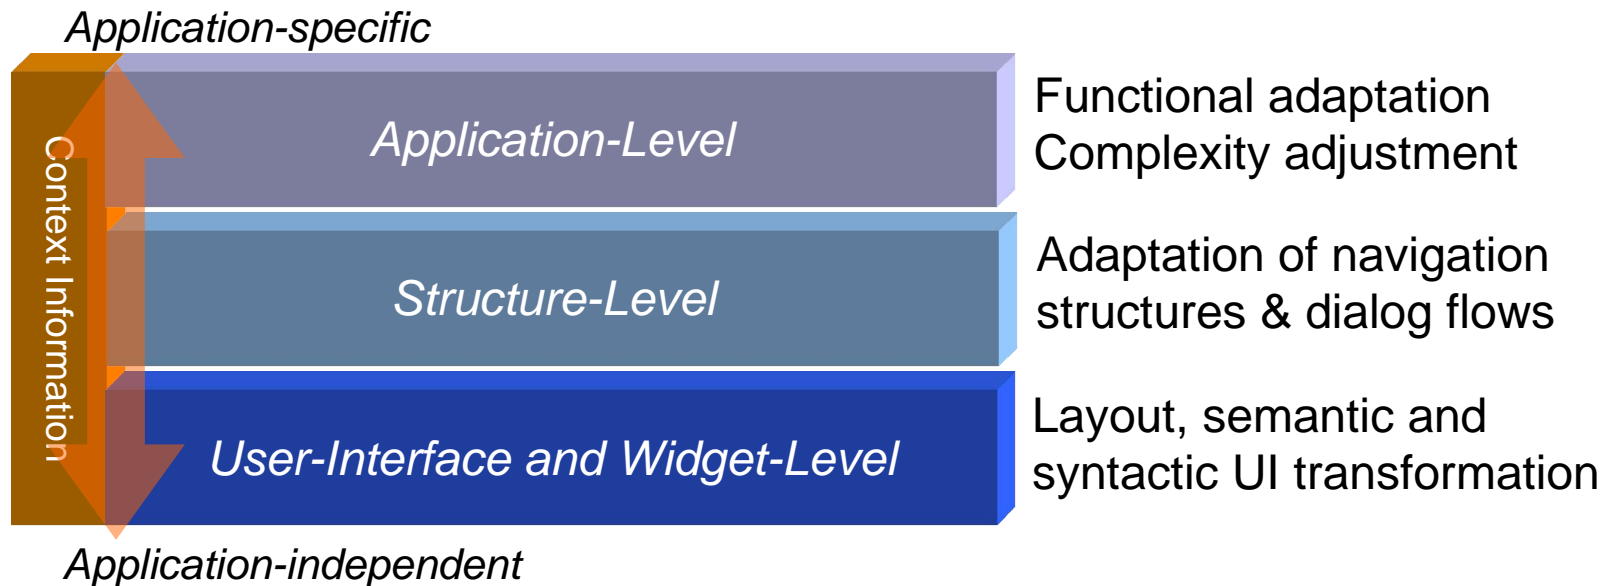 Application-specific
Context Information
Application-Level
Functional adaptation
Complexity adjustment
Structure-Level
Adaptation of navigation
structures & dialog flows
User-Interface and Widget-Level
Layout, semantic and
syntactic UI transformation
Application-independent